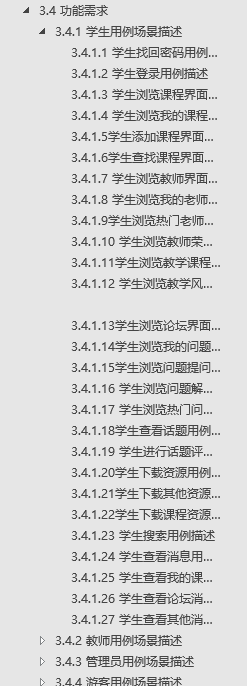 3.4 功能需求
3.4.1 学生用例场景描述
3.4.1.1 学生找回密码用例...
3.4.1.2 学生登录用例描述
3.4.1.3 学生浏览课程界面...
3.4.1.4 学生浏览我的课程...
3.4.1.5学生添加课程界面...
3.4.1.6学生查找课程界面...
3.4.1.7 学生浏览教师界面...
3.4.1.8 学生浏览我的老师...
3.4.1.9学生浏览热门老师...
3.4.1.10 学生浏览教师荣...
3.4.1.11学生浏览教学课程...
3.4.1.12 学生浏览教学风...
3.4.1.13学生浏览论坛界面...
3.4.1.14学生浏览我的问题...
3.4.1.15学生浏览问题提问...
3.4.1.16 学生浏览问题解...
3.4.1.17 学生浏览热门问...
3.4.1.18学生查看话题用例...
3.4.1.19 学生进行话题评...
3.4.1.20学生下载资源用例...
3.4.1.21学生下载其他资源...
3.4.1.22学生下载课程资源...
3.4.1.23 学生搜索用例描述
3.4.1.24 学生查看消息用...
3.4.1.25 学生查看我的课...
3.4.1.26 学生查看论坛消...
3.4.1.27 学生查看其他消...
3.4.2 教师用例场景描述
3.4.3 管理员用例场景描述
3.4.4 游客用例场景描述